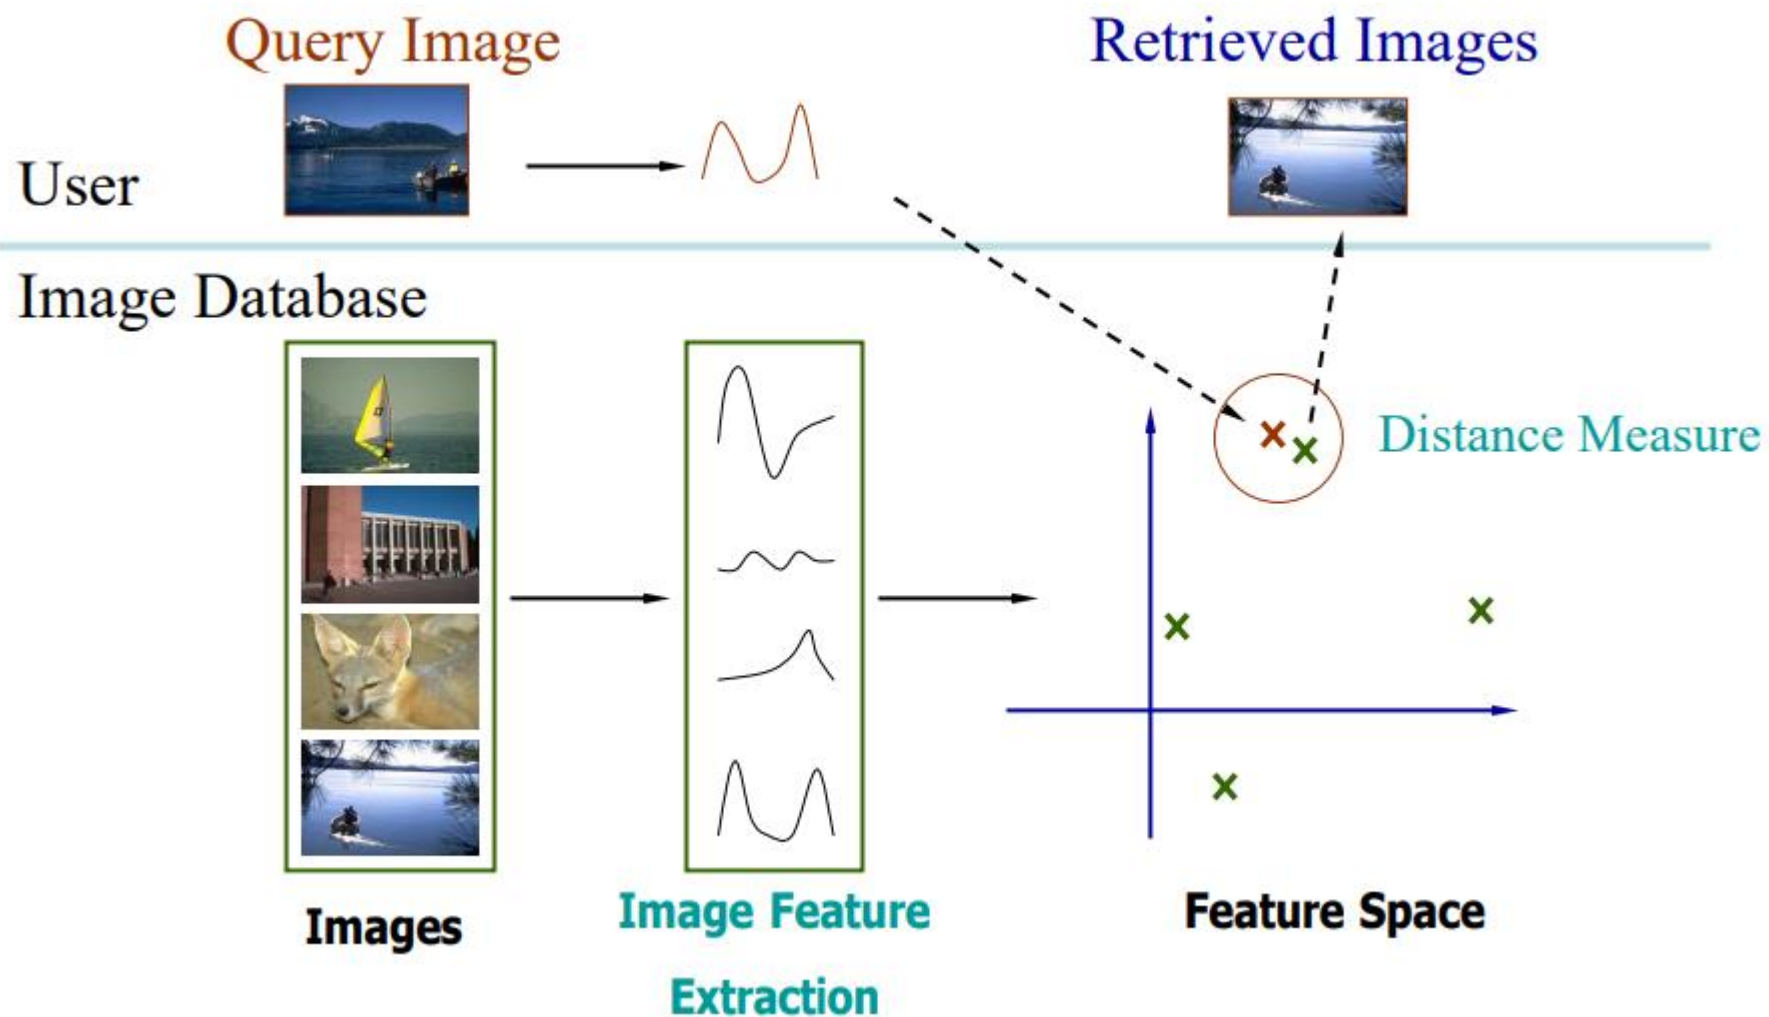 Query Image
Retrieved Images
User
Image Database
Distance Measure
Images
Image Feature
Extraction
Feature Space